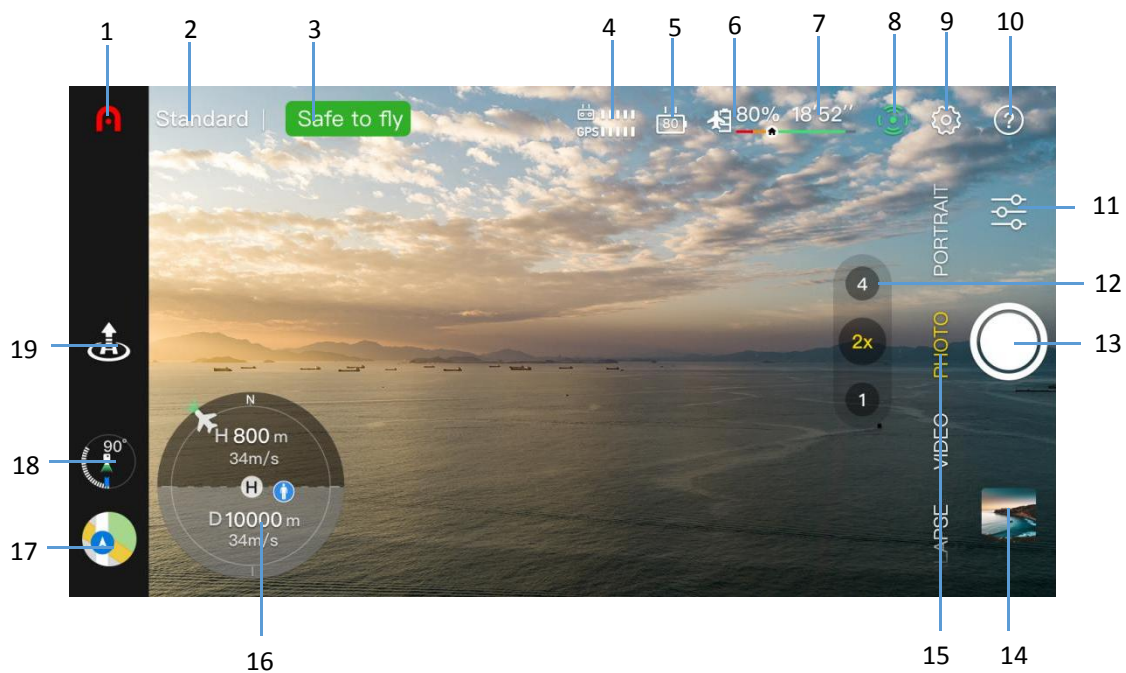 1 2 3 4 5 6 7 8 9 10
Standard | Safe to fly
GPS
80
80% 18'52''
?
PORTRAIT
PHOTO
VIDEO
LAPSE
4
2x
1
11
12
13
14
15
16
17
18
19
90°
N
H 800 m
34m/s
H
D 10000 m
34m/s